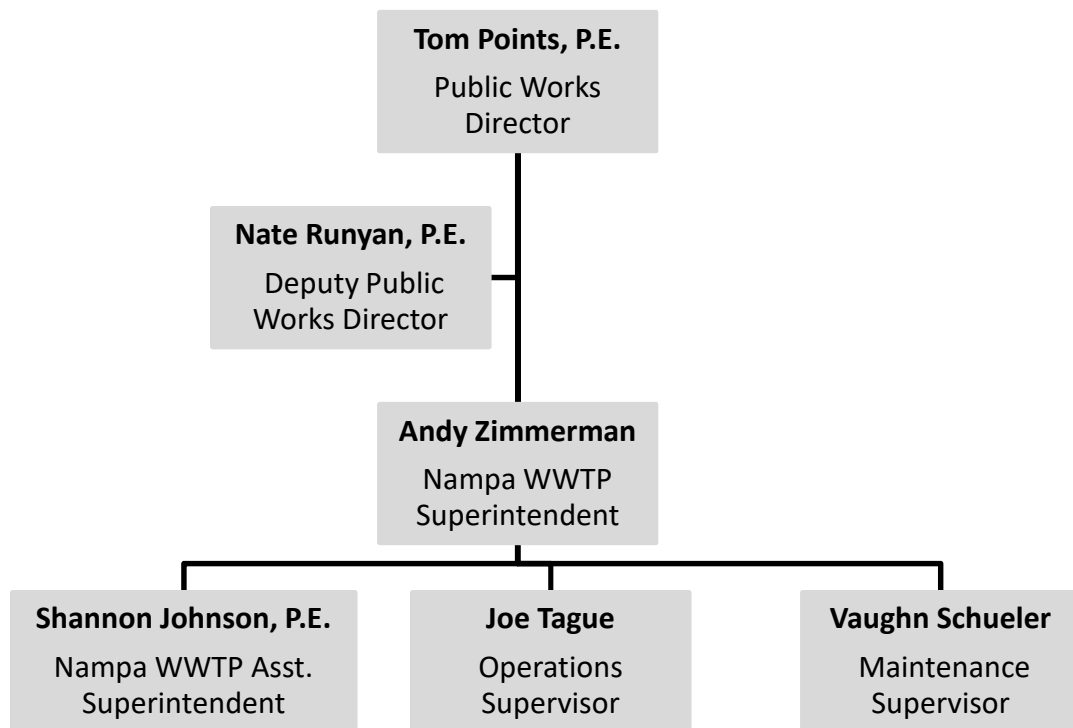 Tom Points, P.E.
Public Works
Director
Nate Runyan, P.E.
Deputy Public
Works Director
Andy Zimmerman
Nampa WWTP
Superintendent
Shannon Johnson, P.E.
Nampa WWTP Asst.
Superintendent
Joe Tague
Operations
Supervisor
Vaughn Schueler
Maintenance
Supervisor